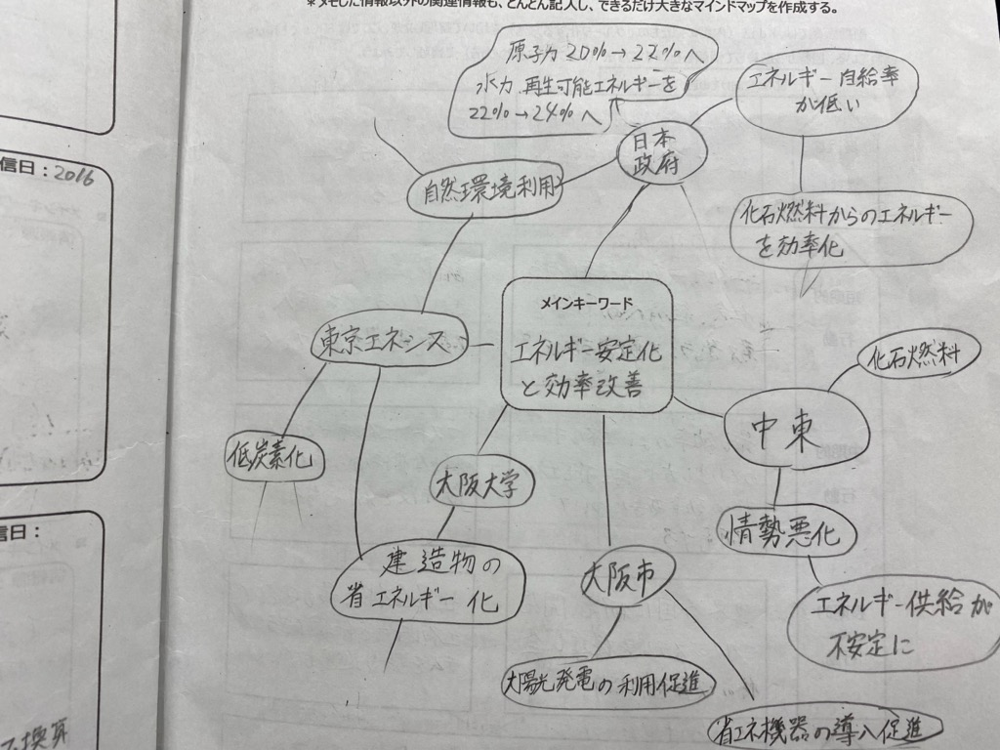 *メモした情報以外の関連情報も、どんどん記入し、できるだけ大きなマインドマップを作成する。
原子力 20%→22%へ
水力、再生可能エネルギーを
22%→24%へ
エネルギー自給率
が低い
日本
政府
信日：2016
自然環境利用
化石燃料からのエネルギー
を効率化
メインキーワード
エネルギー安定化
と効率改善
東京エネシス
化石燃料
中東
低炭素化
大阪大学
情勢悪化
信日：
建造物の
省エネルギー化
大阪市
エネルギー供給が
不安定に
太陽光発電の利用促進
省エネ機器の導入促進
換算